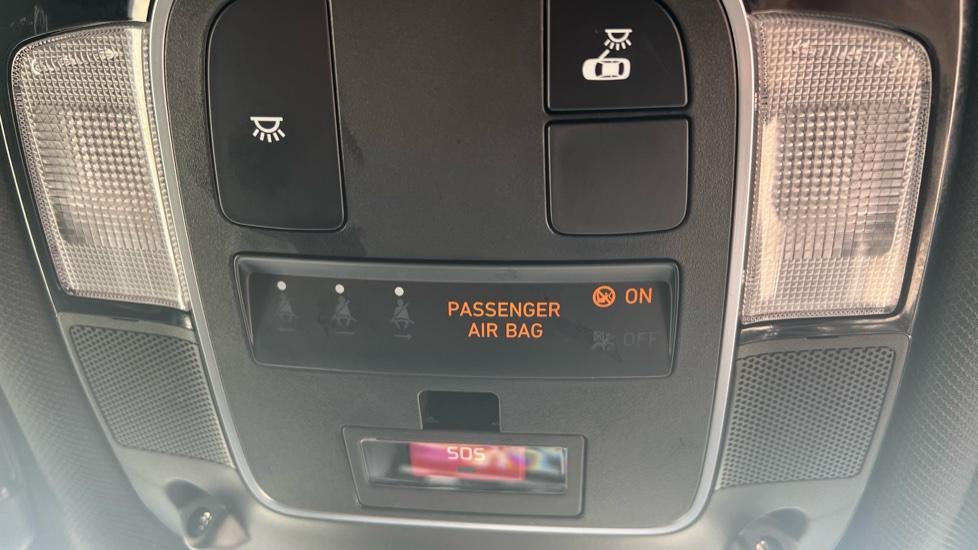 PASSENGER
AIR BAG
ON
OFF
SOS